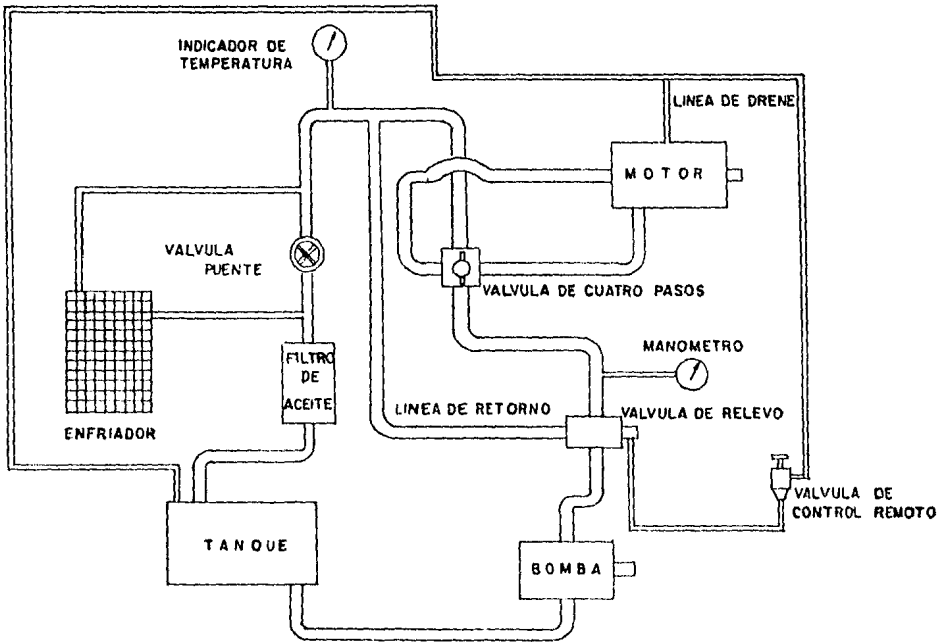 INDICADOR DE
TEMPERATURA
LINEA DE DRENE
MOTOR
VALVULA
PUENTE
VALVULA DE CUATRO PASOS
MANOMETRO
FILTRO
DE
ACEITE
LINEA DE RETORNO
VALVULA DE RELEVO
ENFRIADOR
VALVULA DE
CONTROL REMOTO
TANQUE
BOMBA